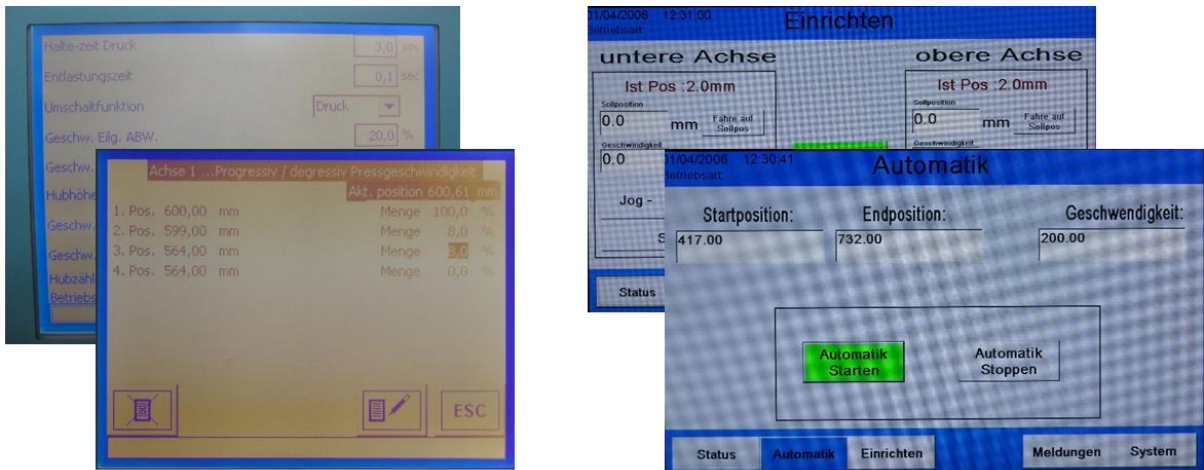 Halte-zeit Druck 3,0 sec
Entlastungszeit 0,1 sec
Umschaltfunktion Druck
Geschw. Eilg. ABW. 20,0 %
Geschw.
Hubhöhe
Geschw.
Geschw.
Hubzähl
Betriebs
Achse 1 ...Progressiv / degressiv Pressgeschwindigkeit
Akt. position 600,61 mm
1. Pos. 600,00 mm Menge 100,0 %
2. Pos. 599,00 mm Menge 8,0 %
3. Pos. 564,00 mm Menge 8,0 %
4. Pos. 564,00 mm Menge 0,0 %
ESC
01/04/2006 12:31:00 Einrichten
Betriebsart:
untere Achse obere Achse
Ist Pos :2.0mm Ist Pos :2.0mm
Sollposition Sollposition
0.0 mm Fahre auf Sollpos 0.0 mm Fahre auf Sollpos
Geschwindigkeit Geschwindigkeit
0.0
Jog -
S
Status
01/04/2006 12:30:41 Automatik
Betriebsart:
Startposition: Endposition: Geschwendigkeit:
417.00 732.00 200.00
Automatik Automatik
Starten Stoppen
Status Automatik Einrichten Meldungen System